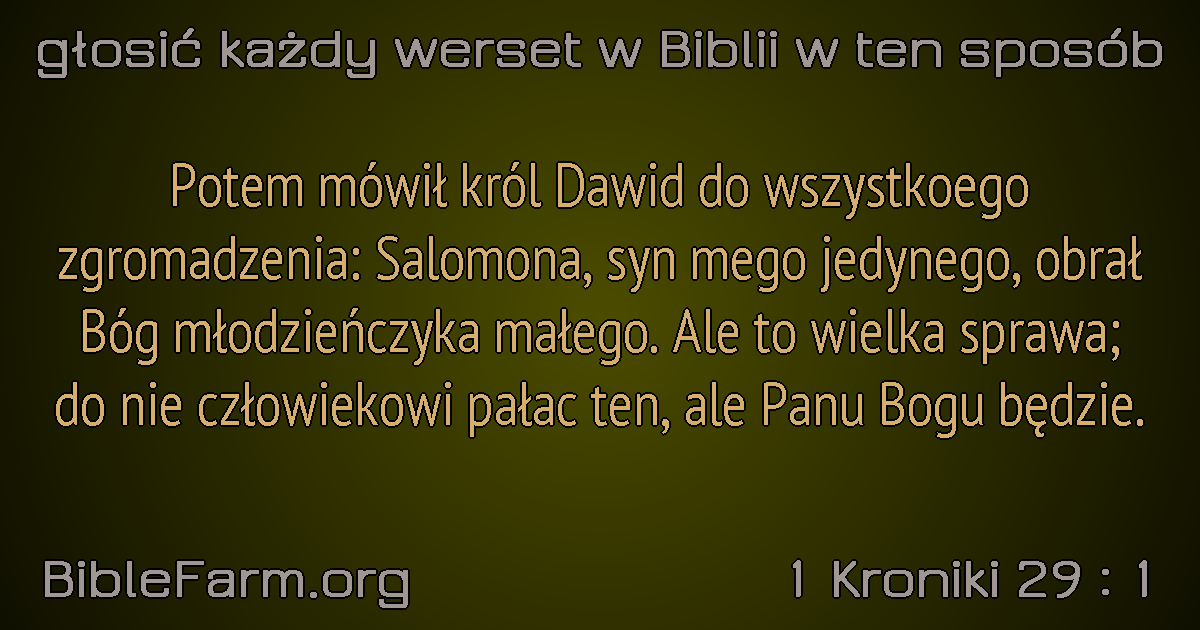 głosić każdy werset w Biblii w ten sposób
Potem mówił król Dawid do wszystkoego
zgromadzenia: Salomona, syn mego jedynego, obrał
Bóg młodzieńczyka małego. Ale to wielka sprawa;
do nie człowiekowi pałac ten, ale Panu Bogu będzie.
BibleFarm.org
1 Kroniki 29 : 1